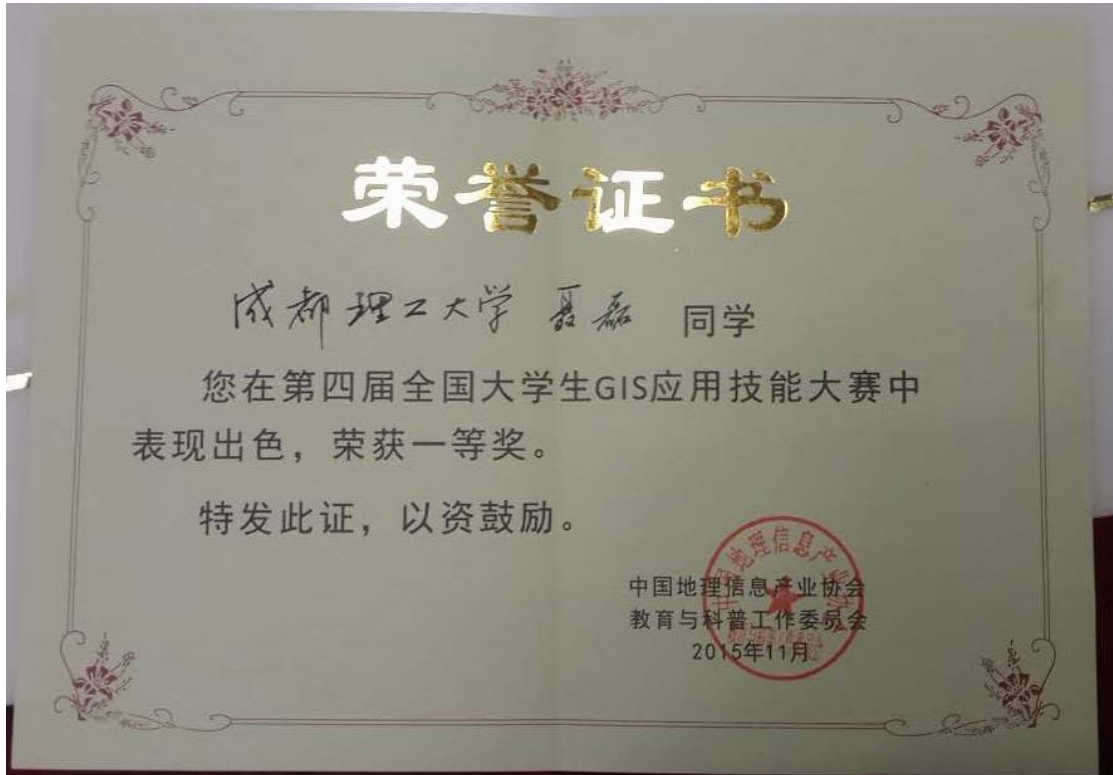 荣誉证书
成都理工大学 聂磊 同学
您在第四届全国大学生GIS应用技能大赛中
表现出色，荣获一等奖。
特发此证，以资鼓励。
中国地理信息产业协会
教育与科普工作委员会
2015年11月